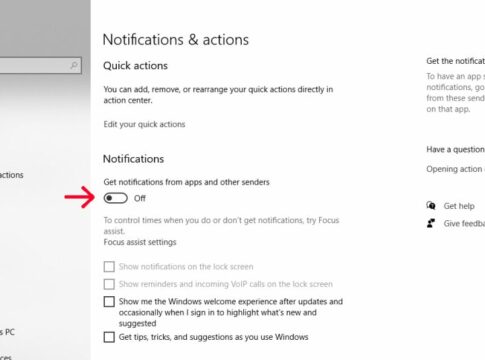 Notifications & actions
Quick actions
You can add, remove, or rearrange your quick actions directly in
action center.
Edit your quick actions
Notifications
Get notifications from apps and other senders
Off
To control times when you do or don't get notifications, try Focus
assist.
Focus assist settings
Show notifications on the lock screen
Show reminders and incoming VoIP calls on the lock screen
Show me the Windows welcome experience after updates and
occasionally when I sign in to highlight what's new and
suggested
Get tips, tricks, and suggestions as you use Windows
actions
PC
Get the
To have an app
notifications, go
from these
on that app.
Have a question
Opening action
Get help
Give